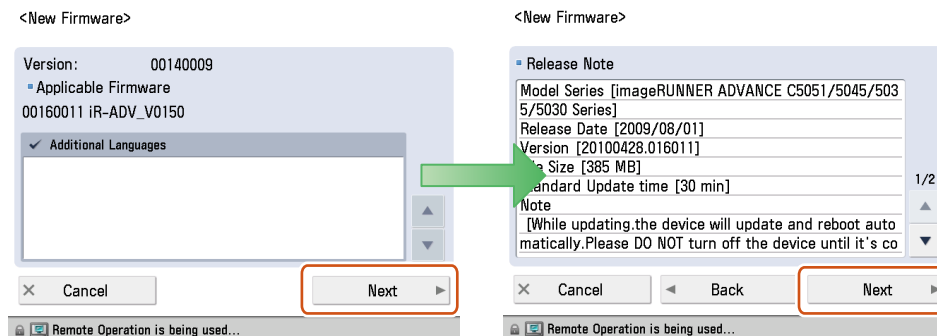 <New Firmware>
Version: 00140009
Applicable Firmware
00160011 iR-ADV_V0150
Additional Languages
Cancel
Next
Remote Operation is being used...
<New Firmware>
Release Note
Model Series [imageRUNNER ADVANCE C5051/5045/503
5/5030 Series]
Release Date [2009/08/01]
Version [20100428.016011]
Size [385 MB]
Update time [30 min]
Note
[While updating.the device will update and reboot auto
matically.Please DO NOT turn off the device until it's co
1/2
Cancel
Back
Next
Remote Operation is being used...